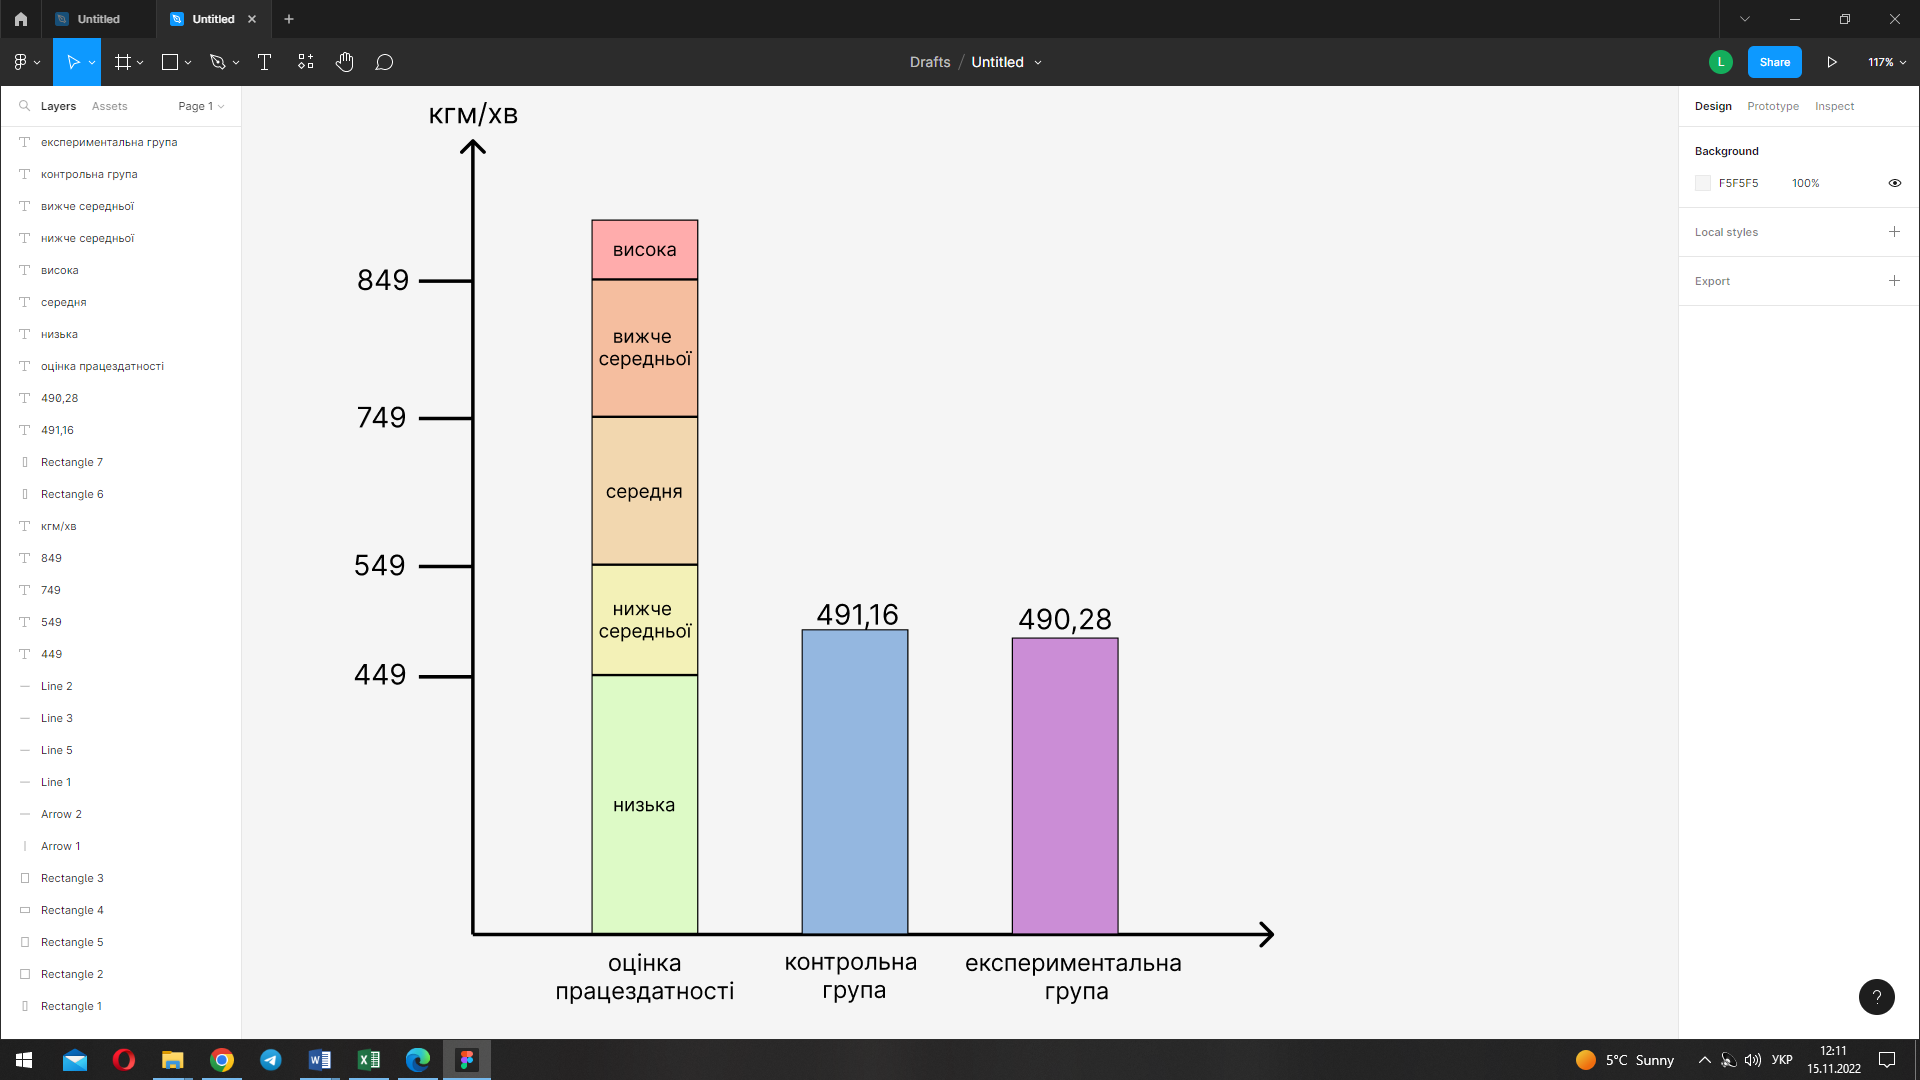 Untitled
Untitled
Drafts / Untitled
L
Share
117%
Layers
Assets
Page 1
експериментальна група
контрольна група
вижче середньої
нижче середньої
висока
середня
низька
оцінка працездатності
490,28
491,16
Rectangle 7
Rectangle 6
кгм/хв
849
749
549
449
Line 2
Line 3
Line 5
Line 1
Arrow 2
Arrow 1
Rectangle 3
Rectangle 4
Rectangle 5
Rectangle 2
Rectangle 1
кгм/хв
849
749
549
449
висока
вижче
середньої
середня
нижче
середньої
низька
491,16
490,28
оцінка
працездатності
контрольна
група
експериментальна
група
Design
Prototype
Inspect
Background
F5F5F5
100%
Local styles
Export
?
5°C Sunny
УКР
12:11
15.11.2022